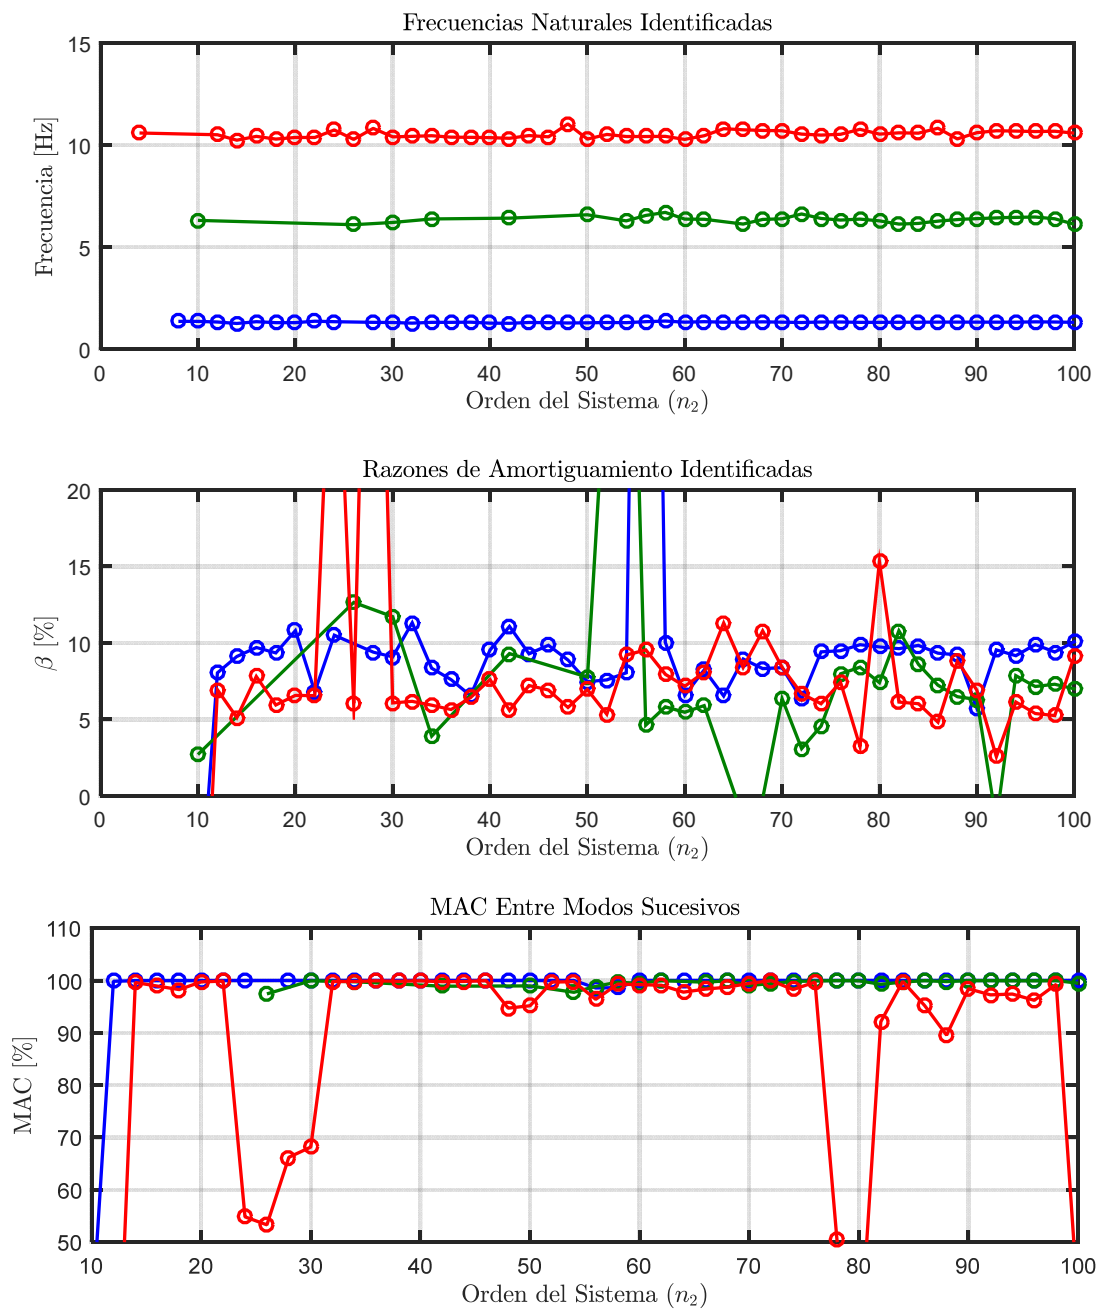 Frecuencias Naturales Identificadas
Frecuencia [Hz]
15
10
5
0
0 10 20 30 40 50 60 70 80 90 100
Orden del Sistema (n₂)
Razones de Amortiguamiento Identificadas
β [%]
20
15
10
5
0
0 10 20 30 40 50 60 70 80 90 100
Orden del Sistema (n₂)
MAC Entre Modos Sucesivos
MAC [%]
110
100
90
80
70
60
50
10 20 30 40 50 60 70 80 90 100
Orden del Sistema (n₂)